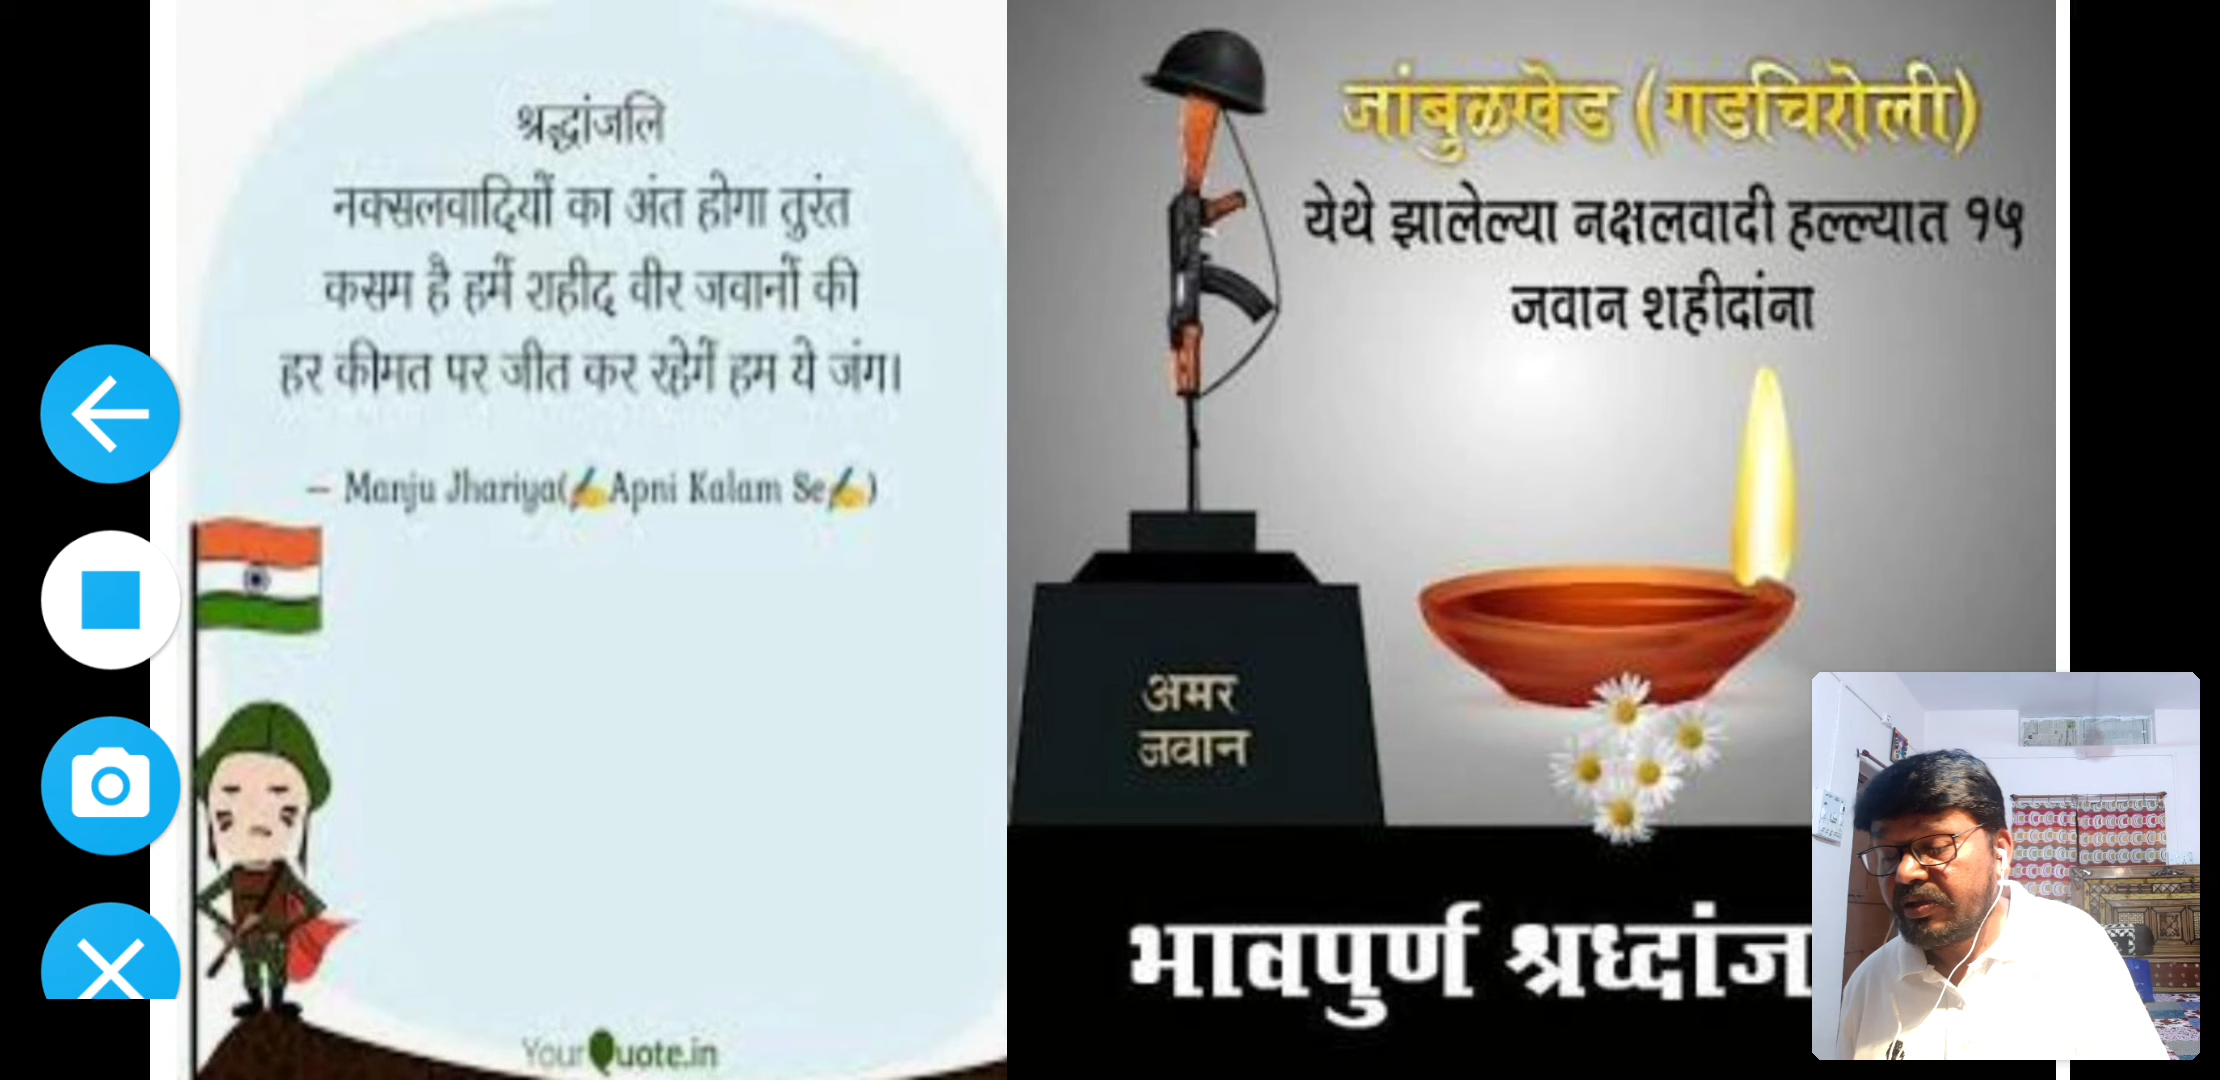 श्रद्धांजलि
नक्सलवादियों का अंत होगा तुरंत
कसम है हमें शहीद वीर जवानों की
हर कीमत पर जीत कर रहेगें हम ये जंग।
– Manju Jhariya(✍Apni Kalam Se✍)
YourQuote.in
जांबुळखेड (गडचिरोली)
येथे झालेल्या नक्षलवादी हल्ल्यात १५
जवान शहीदांना
अमर
जवान
भावपुर्ण श्रध्दांज